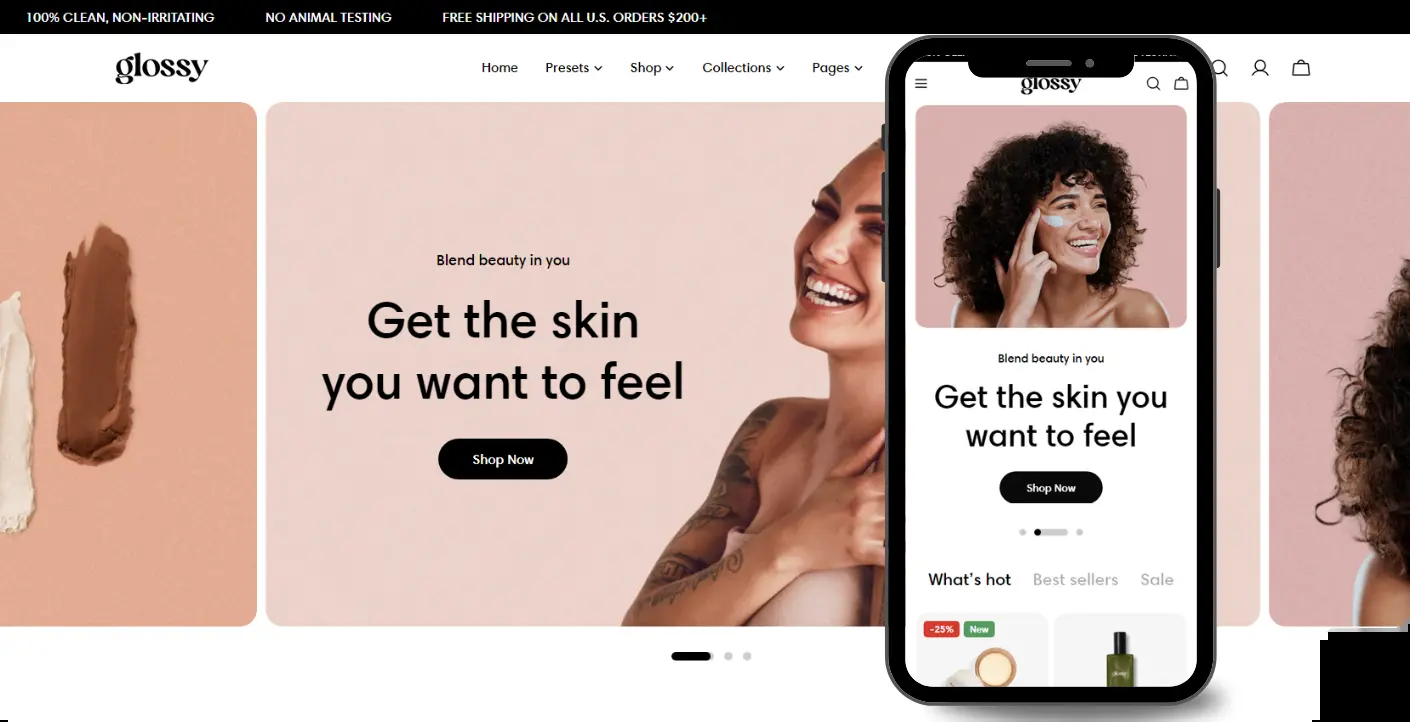 100% CLEAN, NON-IRRITATING NO ANIMAL TESTING FREE SHIPPING ON ALL U.S. ORDERS $200+
glossy Home Presets Shop Collections Pages
Blend beauty in you
Get the skin
you want to feel
Shop Now
glossy
Blend beauty in you
Get the skin you
want to feel
Shop Now
What's hot Best sellers Sale
-25% New
glossy